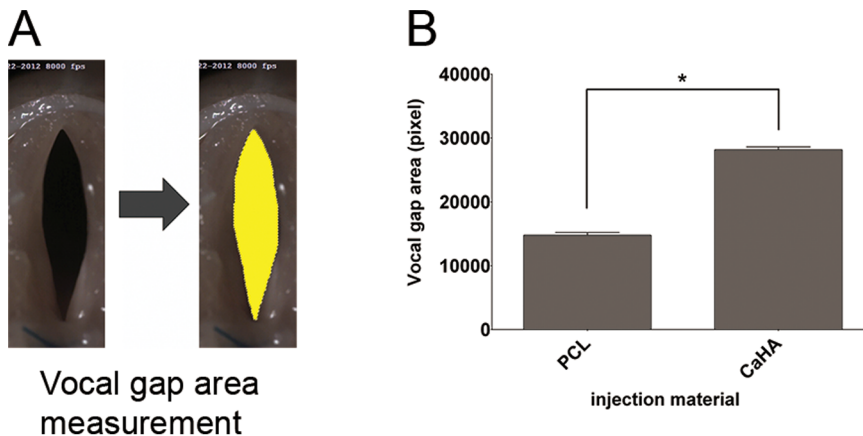 A
22-2012 8000 fps
22-2012 8000 fps
Vocal gap area
measurement
B
*
Vocal gap area (pixel)
40000
30000
20000
10000
0
PCL
CaHA
injection material